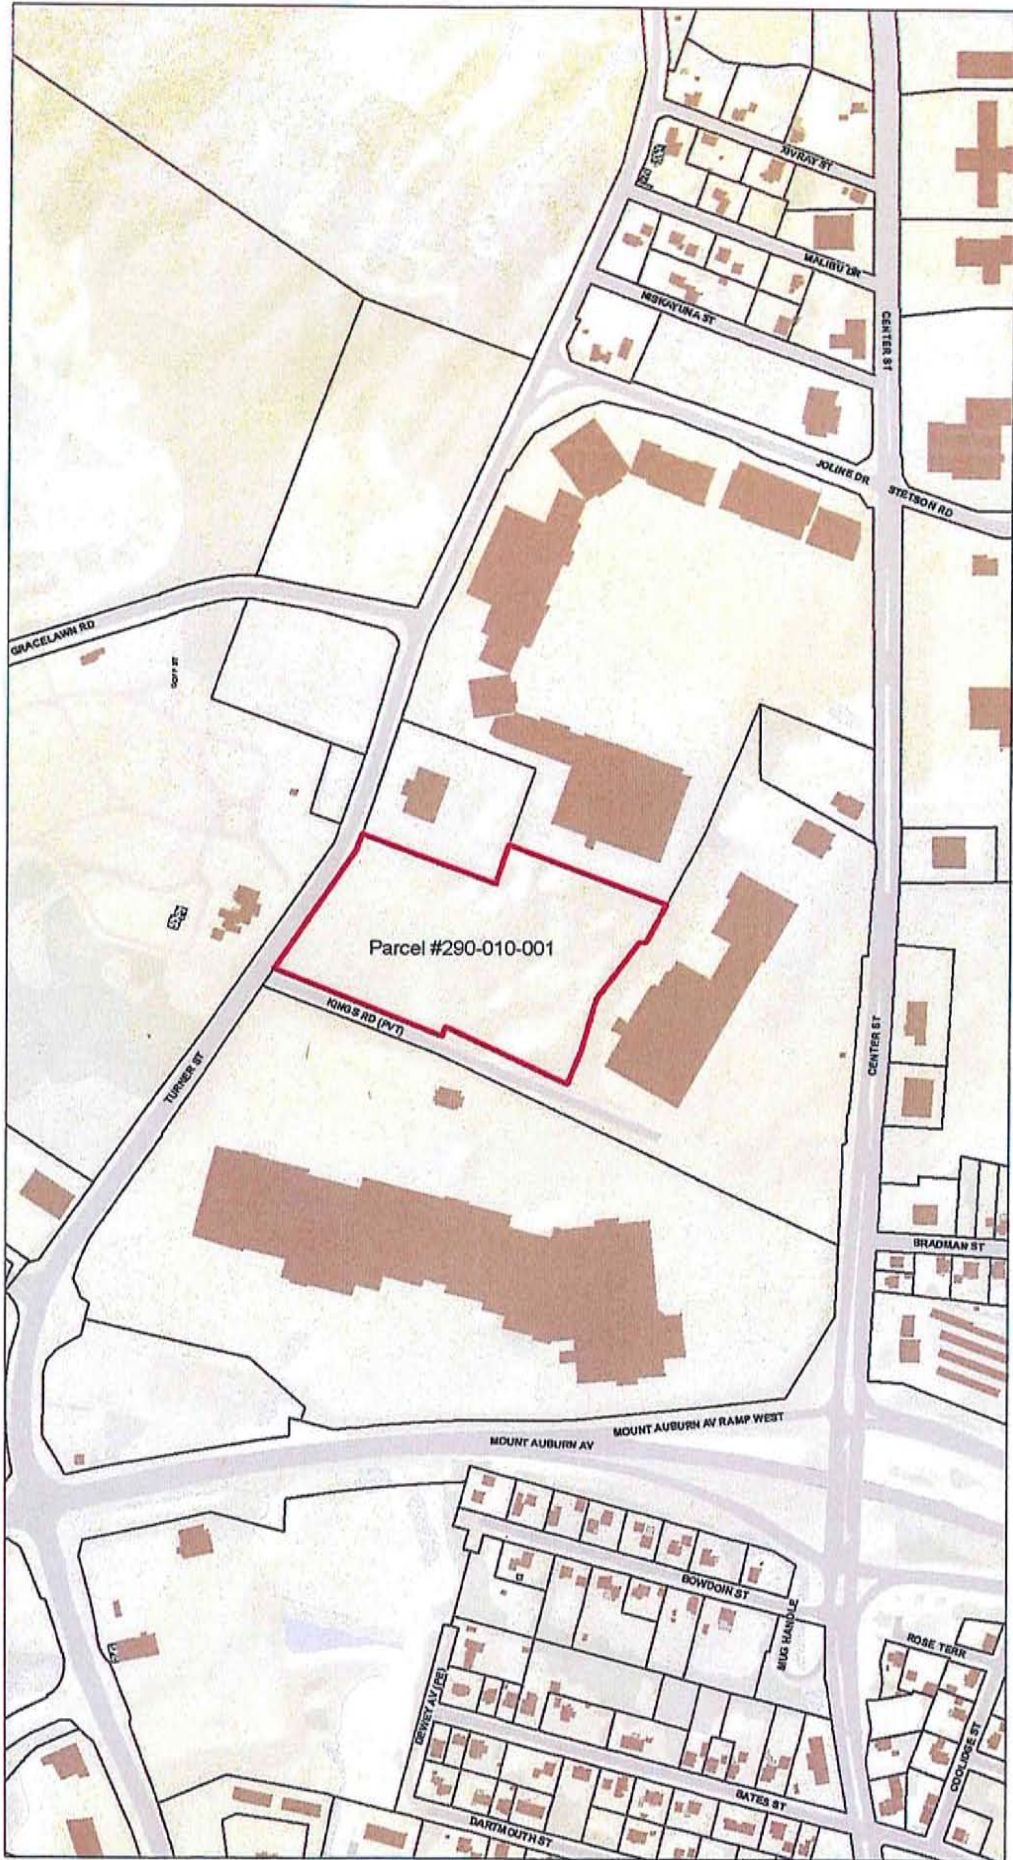 XIVRAY ST
MALIBU DR
NISKAYUNA ST
CENTER ST
JOLINE DR
STETSON RD
GRACELAWN RD
GOFF ST
Parcel #290-010-001
KINGS RD (PVT)
TURNER ST
CENTER ST
BRADMAN ST
MOUNT AUBURN AV RAMP WEST
MOUNT AUBURN AV
BOWDOIN ST
MUG HANDLE
ROSE TERR
DEWEY AV (PE)
COOLIDGE ST
BATES ST
DARTMOUTH ST